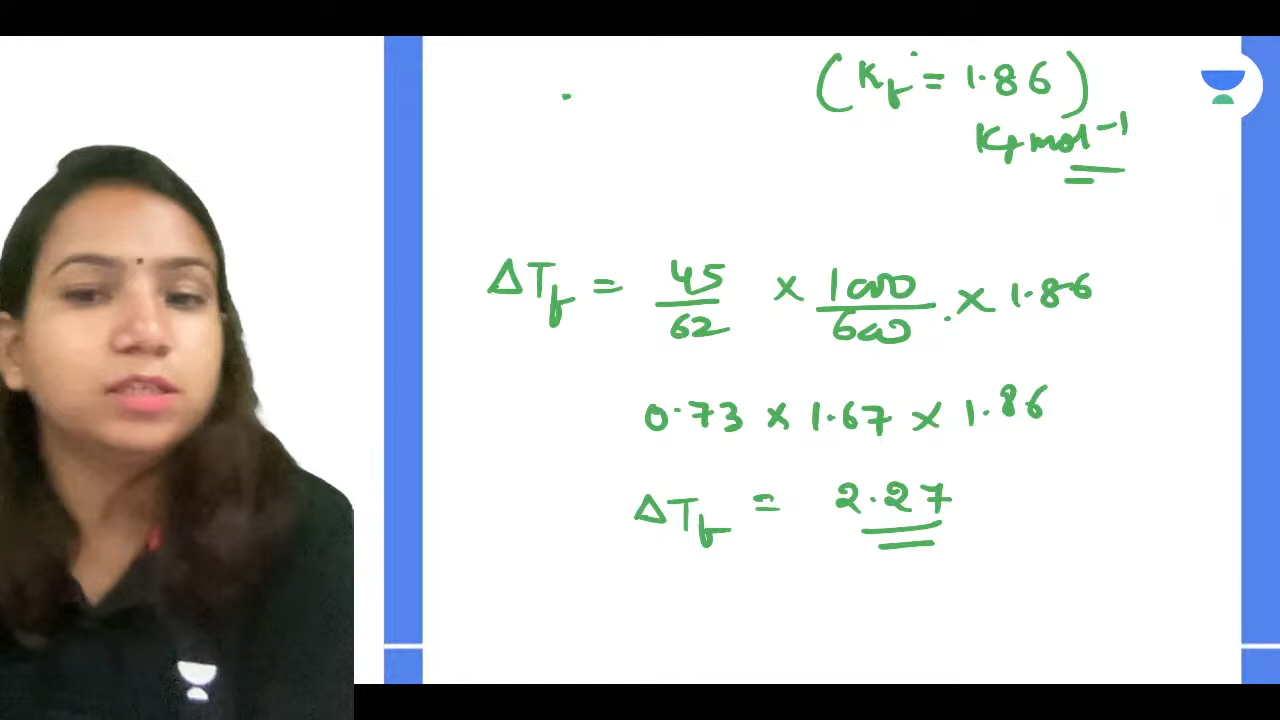 (Kf = 1.86)
K kg mol⁻¹
ΔTf = 45/62 × 1000/600 × 1.86
0.73 × 1.67 × 1.86
ΔTf = 2.27